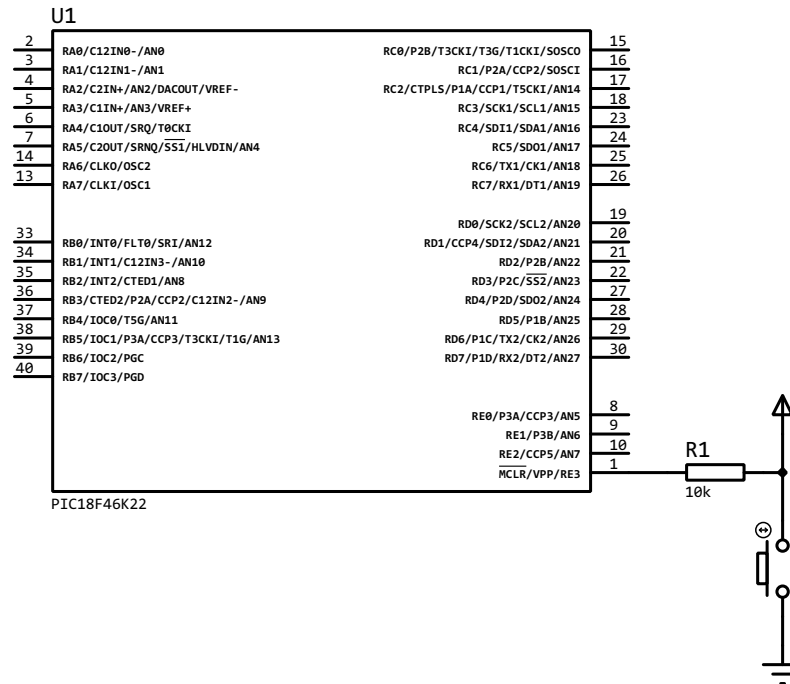 U1
2 RA0/C12IN0-/AN0
3 RA1/C12IN1-/AN1
4 RA2/C2IN+/AN2/DACOUT/VREF-
5 RA3/C1IN+/AN3/VREF+
6 RA4/C1OUT/SRQ/T0CKI
7 RA5/C2OUT/SRNQ/SS1/HLVDIN/AN4
14 RA6/CLKO/OSC2
13 RA7/CLKI/OSC1
33 RB0/INT0/FLT0/SRI/AN12
34 RB1/INT1/C12IN3-/AN10
35 RB2/INT2/CTED1/AN8
36 RB3/CTED2/P2A/CCP2/C12IN2-/AN9
37 RB4/IOC0/T5G/AN11
38 RB5/IOC1/P3A/CCP3/T3CKI/T1G/AN13
39 RB6/IOC2/PGC
40 RB7/IOC3/PGD
RC0/P2B/T3CKI/T3G/T1CKI/SOSCO 15
RC1/P2A/CCP2/SOSCI 16
RC2/CTPLS/P1A/CCP1/T5CKI/AN14 17
RC3/SCK1/SCL1/AN15 18
RC4/SDI1/SDA1/AN16 23
RC5/SDO1/AN17 24
RC6/TX1/CK1/AN18 25
RC7/RX1/DT1/AN19 26
RD0/SCK2/SCL2/AN20 19
RD1/CCP4/SDI2/SDA2/AN21 20
RD2/P2B/AN22 21
RD3/P2C/SS2/AN23 22
RD4/P2D/SDO2/AN24 27
RD5/P1B/AN25 28
RD6/P1C/TX2/CK2/AN26 29
RD7/P1D/RX2/DT2/AN27 30
RE0/P3A/CCP3/AN5 8
RE1/P3B/AN6 9
RE2/CCP5/AN7 10
MCLR/VPP/RE3 1
PIC18F46K22
R1
10k